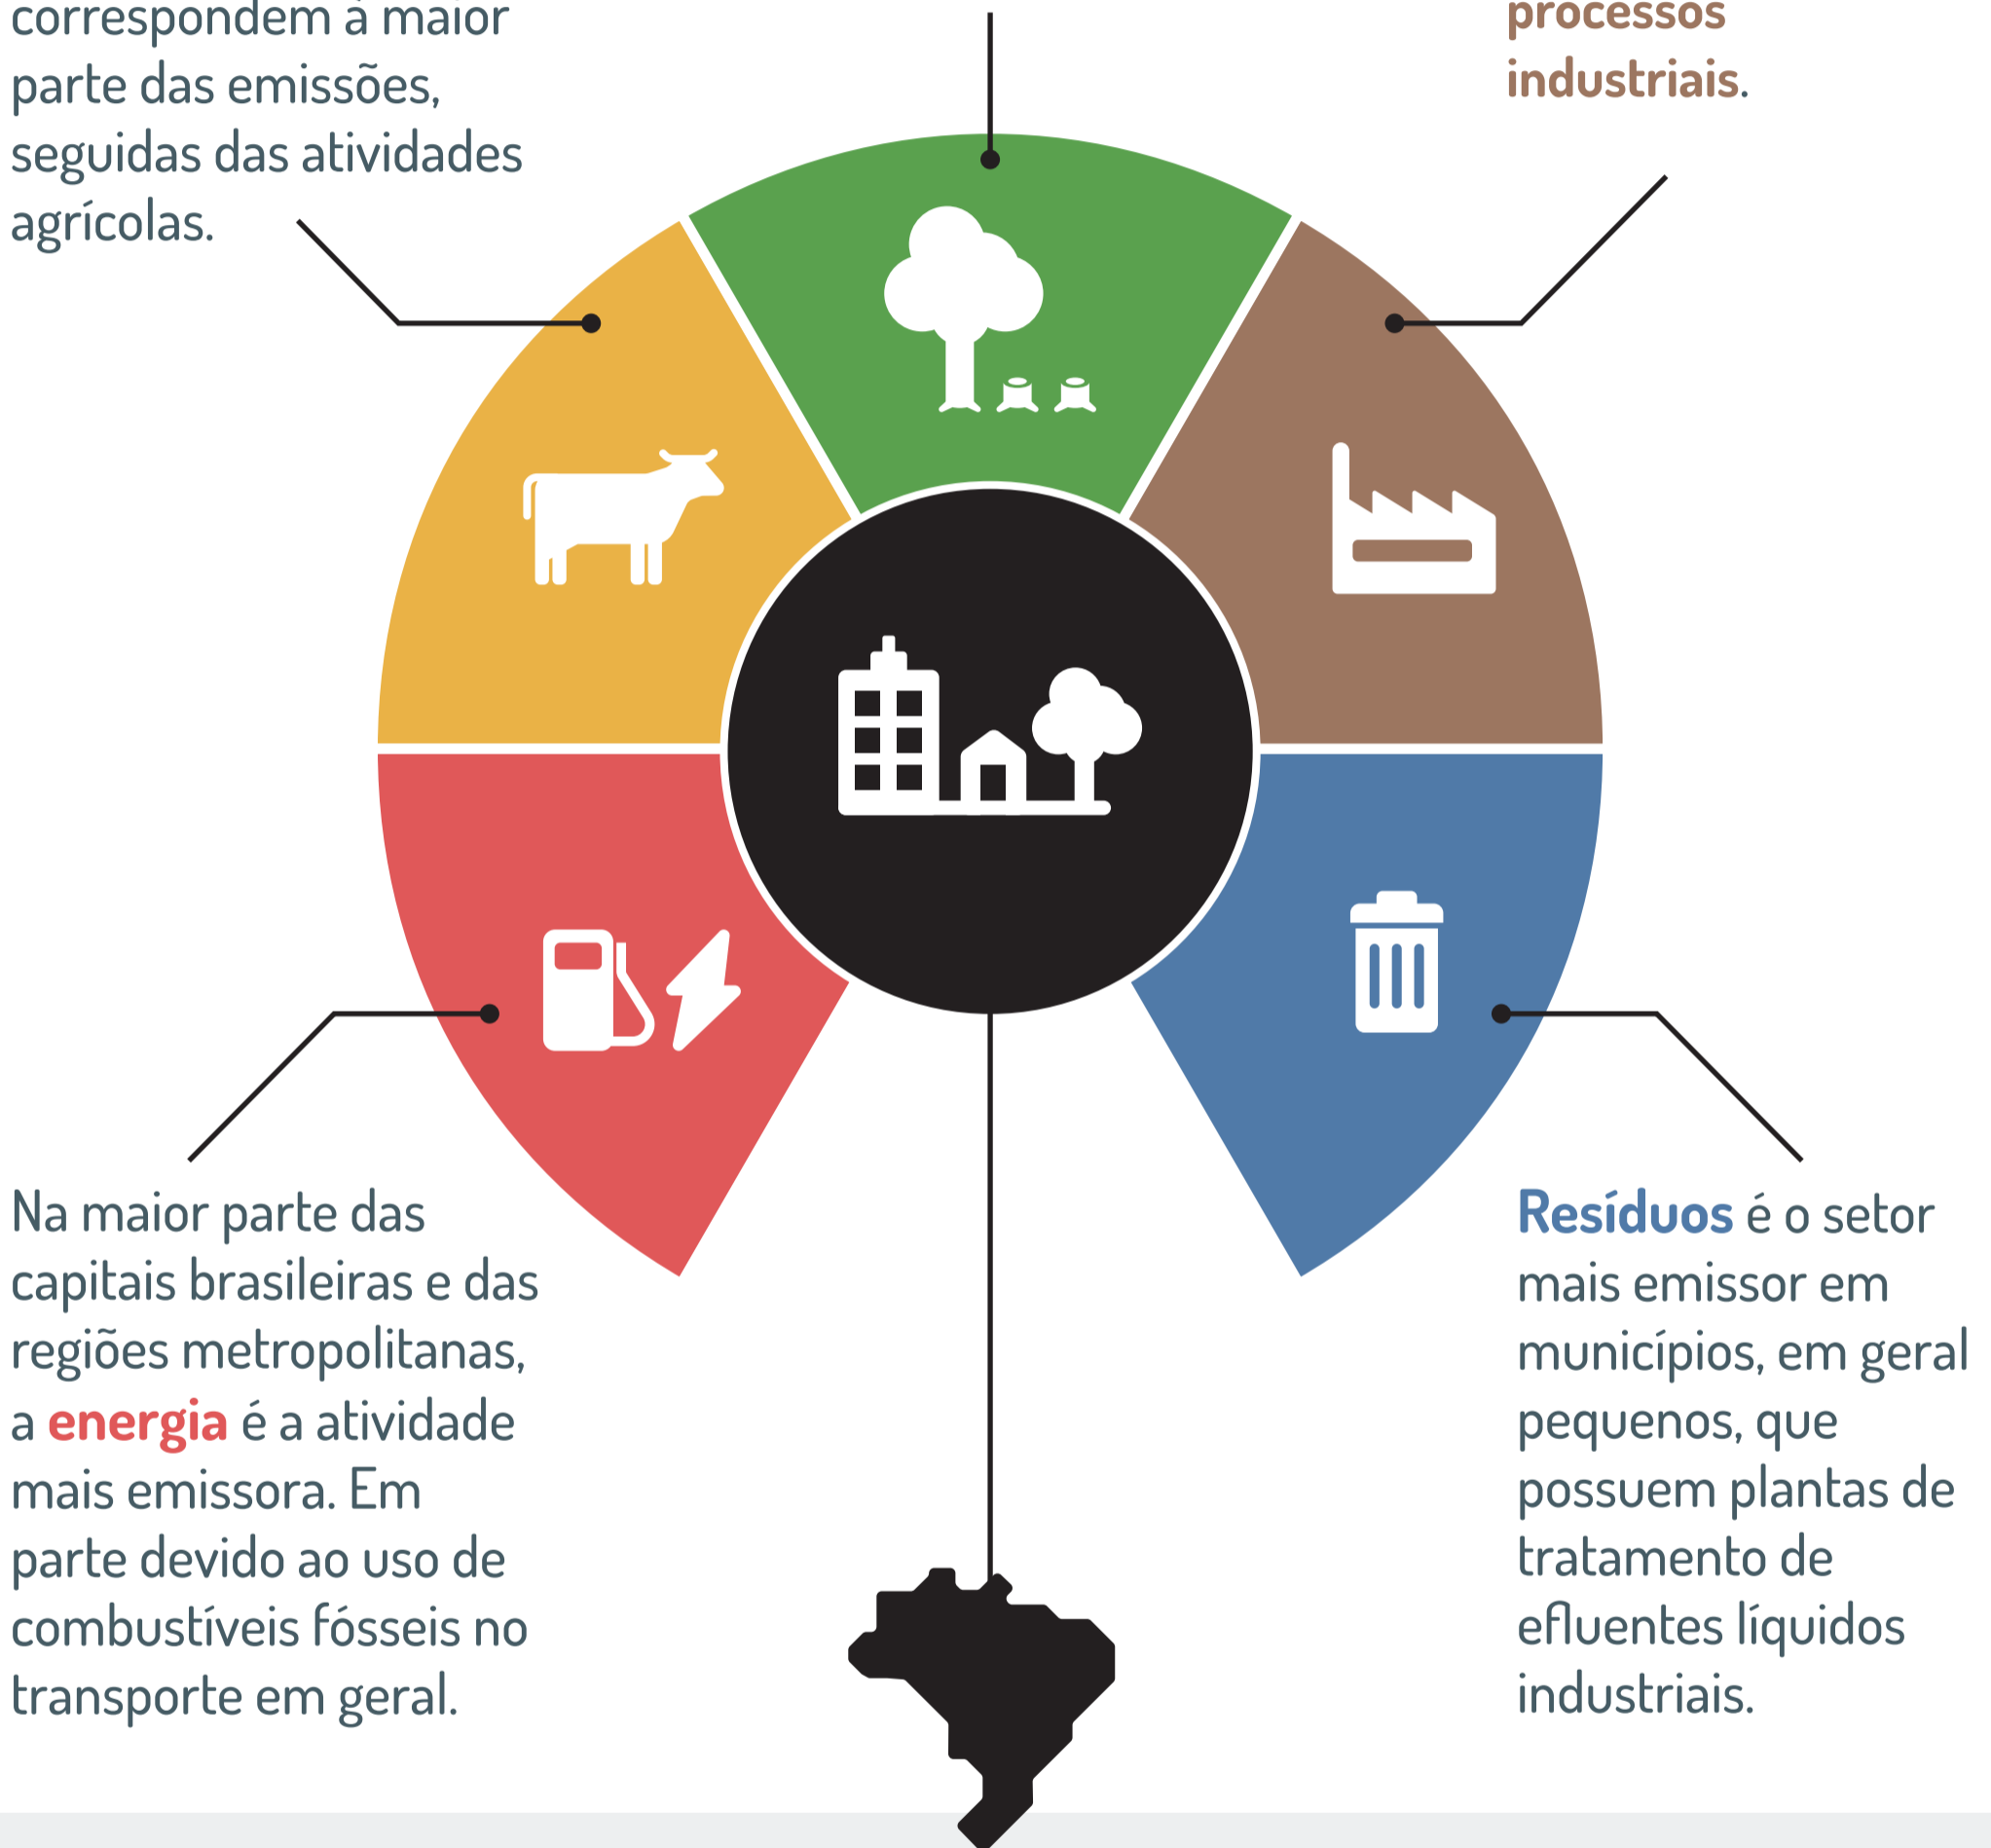 correspondem à maior
parte das emissões,
seguidas das atividades
agrícolas.
processos
industriais.
Na maior parte das
capitais brasileiras e das
regiões metropolitanas,
a energia é a atividade
mais emissora. Em
parte devido ao uso de
combustíveis fósseis no
transporte em geral.
Resíduos é o setor
mais emissor em
municípios, em geral
pequenos, que
possuem plantas de
tratamento de
efluentes líquidos
industriais.